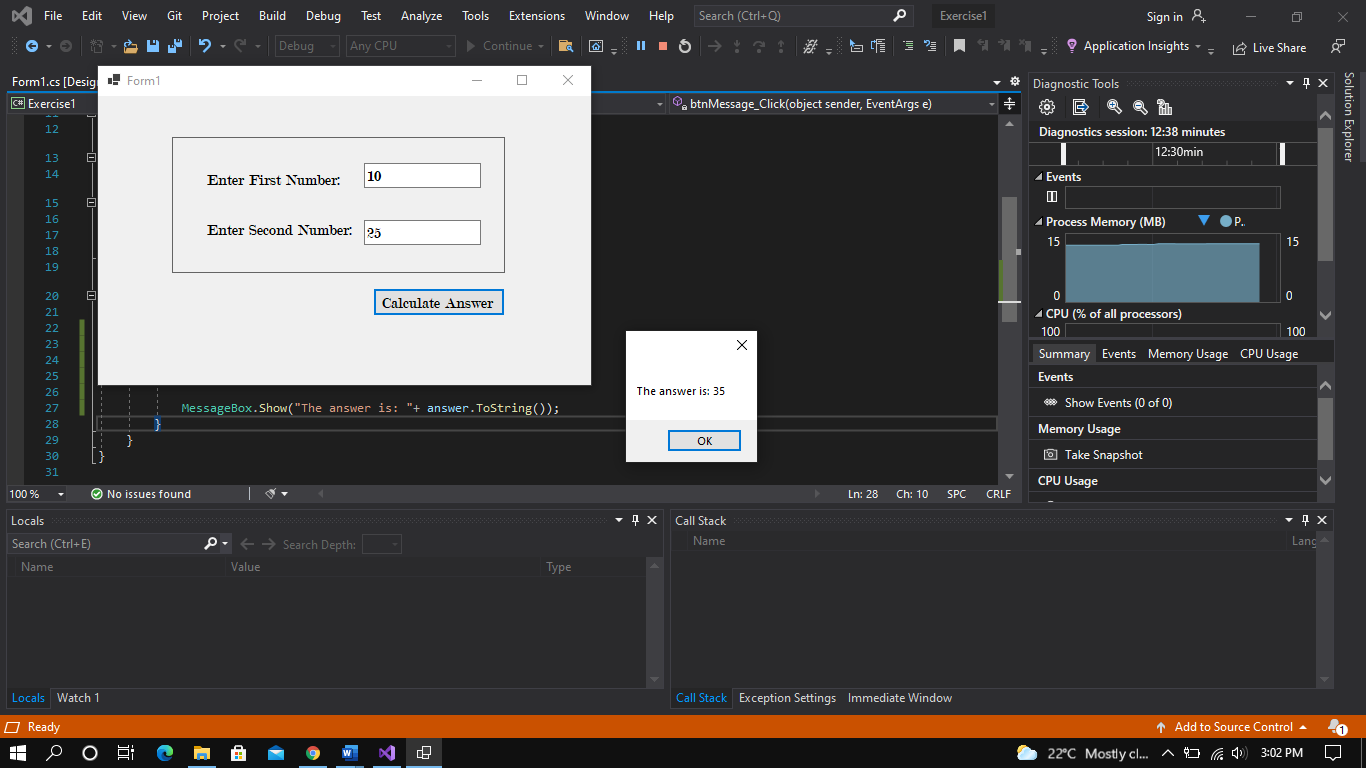 File Edit View Git Project Build Debug Test Analyze Tools Extensions Window Help Search (Ctrl+Q) Exercise1 Sign in
Debug Any CPU Continue Application Insights Live Share
Form1.cs [Desig
Form1
Exercise1
btnMessage_Click(object sender, EventArgs e)
11
12
13
14
15
16
17
18
19
20
21
22
23
24
25
26
27 MessageBox.Show("The answer is: "+ answer.ToString());
28 }
29 }
30 }
31
Enter First Number: 10
Enter Second Number: 25
Calculate Answer
The answer is: 35
OK
100 % No issues found Ln: 28 Ch: 10 SPC CRLF
Diagnostic Tools
Diagnostics session: 12:38 minutes
12:30min
Events
Process Memory (MB) P..
15 15
0 0
CPU (% of all processors)
100 100
Summary Events Memory Usage CPU Usage
Events
Show Events (0 of 0)
Memory Usage
Take Snapshot
CPU Usage
Solution Explorer
Locals
Search (Ctrl+E) Search Depth:
Name Value Type
Locals Watch 1
Call Stack
Name Lang
Call Stack Exception Settings Immediate Window
Ready Add to Source Control 1
22°C Mostly cl... 3:02 PM